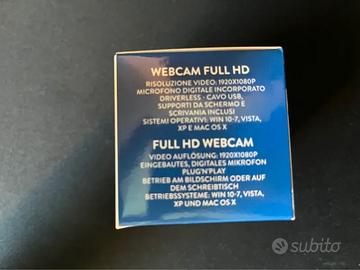 WEBCAM FULL HD
RISOLUZIONE VIDEO: 1920X1080P
MICROFONO DIGITALE INCORPORATO
DRIVERLESS - CAVO USB
SUPPORTI DA SCHERMO E
SCRIVANIA INCLUSI
SISTEMI OPERATIVI: WIN 10-7, VISTA,
XP E MAC OS X
FULL HD WEBCAM
VIDEO AUFLÖSUNG: 1920X1080P
EINGEBAUTES, DIGITALES MIKROFON
PLUG'N'PLAY
BETRIEB AM BILDSCHIRM ODER AUF
DEM SCHREIBTISCH
BETRIEBSSYSTEME: WIN 10-7, VISTA,
XP UND MAC OS X
subito